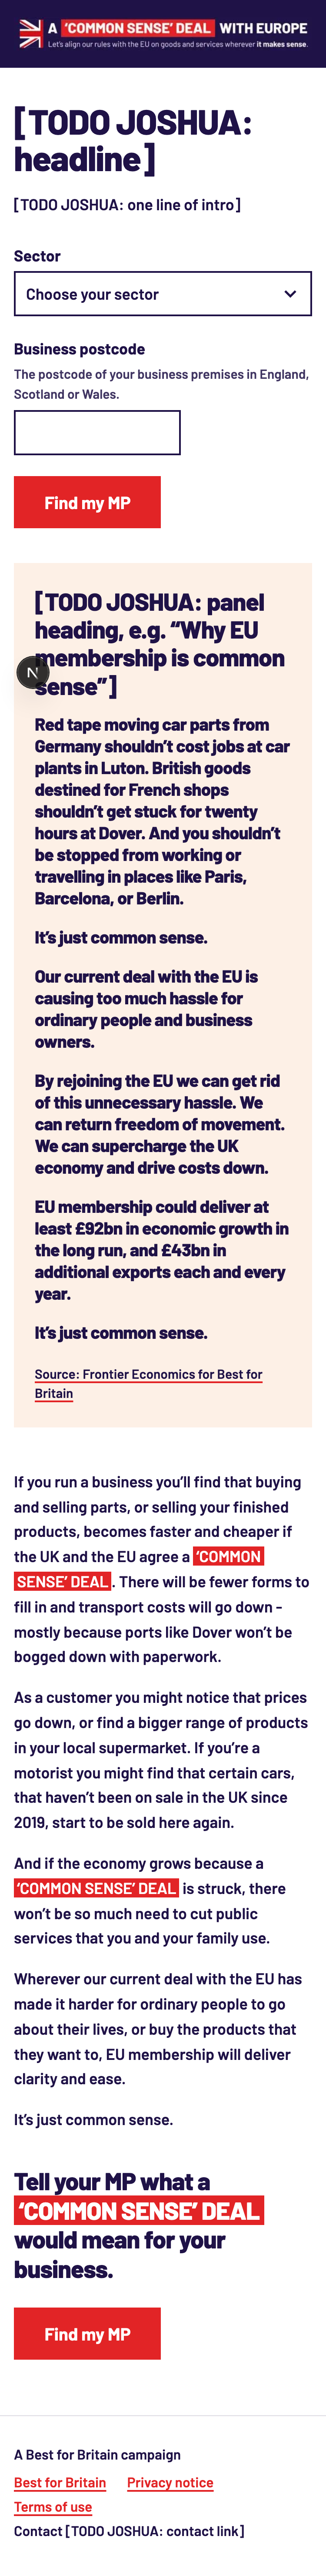 A ‘COMMON SENSE’ DEAL WITH EUROPE
Let's align our rules with the EU on goods and services wherever it makes sense.
[TODO JOSHUA:
headline]
[TODO JOSHUA: one line of intro]
Sector
Choose your sector
Business postcode
The postcode of your business premises in England,
Scotland or Wales.
Find my MP
[TODO JOSHUA: panel
heading, e.g. “Why EU
membership is common
sense”]
N
Red tape moving car parts from
Germany shouldn’t cost jobs at car
plants in Luton. British goods
destined for French shops
shouldn’t get stuck for twenty
hours at Dover. And you shouldn’t
be stopped from working or
travelling in places like Paris,
Barcelona, or Berlin.
It’s just common sense.
Our current deal with the EU is
causing too much hassle for
ordinary people and business
owners.
By rejoining the EU we can get rid
of this unnecessary hassle. We
can return freedom of movement.
We can supercharge the UK
economy and drive costs down.
EU membership could deliver at
least £92bn in economic growth in
the long run, and £43bn in
additional exports each and every
year.
It’s just common sense.
Source: Frontier Economics for Best for
Britain
If you run a business you’ll find that buying
and selling parts, or selling your finished
products, becomes faster and cheaper if
the UK and the EU agree a ‘COMMON
SENSE’ DEAL. There will be fewer forms to
fill in and transport costs will go down -
mostly because ports like Dover won’t be
bogged down with paperwork.
As a customer you might notice that prices
go down, or find a bigger range of products
in your local supermarket. If you’re a
motorist you might find that certain cars,
that haven’t been on sale in the UK since
2019, start to be sold here again.
And if the economy grows because a
‘COMMON SENSE’ DEAL is struck, there
won’t be so much need to cut public
services that you and your family use.
Wherever our current deal with the EU has
made it harder for ordinary people to go
about their lives, or buy the products that
they want to, EU membership will deliver
clarity and ease.
It’s just common sense.
Tell your MP what a
‘COMMON SENSE’ DEAL
would mean for your
business.
Find my MP
A Best for Britain campaign
Best for Britain Privacy notice
Terms of use
Contact [TODO JOSHUA: contact link]